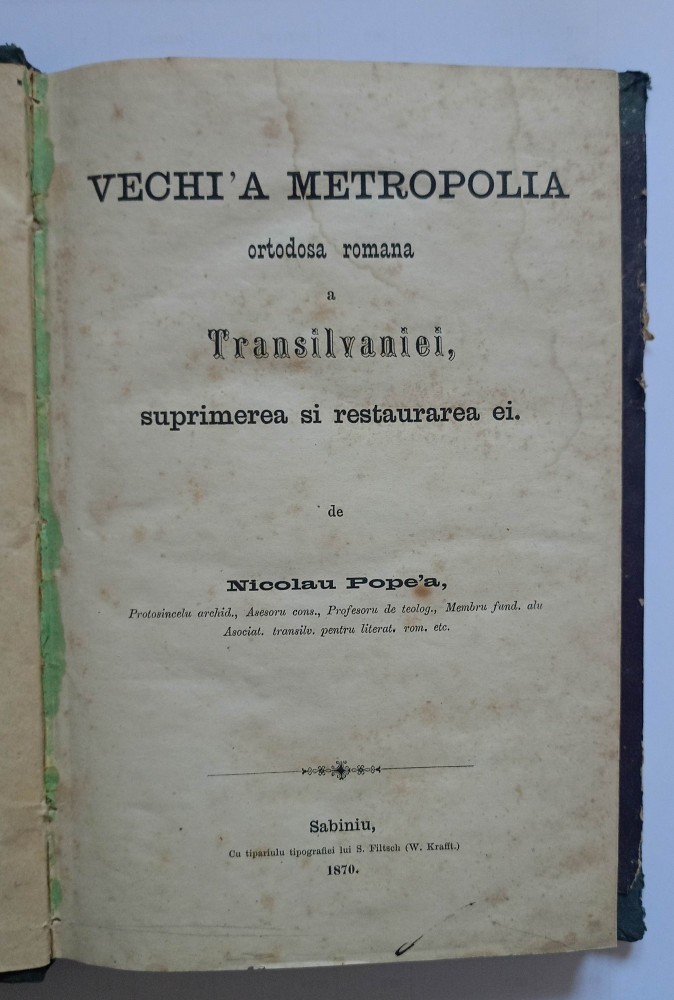 VECHI'A METROPOLIA
ortodosa romana
a
Transilvaniei,
suprimerea si restaurarea ei.
de
Nicolau Pope'a,
Protosincelu archid., Asesoru cons., Profesoru de teolog., Membru fund. alu
Asociat. transilv. pentru literat. rom. etc.
Sabiniu,
Cu tipariulu tipografiei lui S. Filtsch (W. Krafft.)
1870.